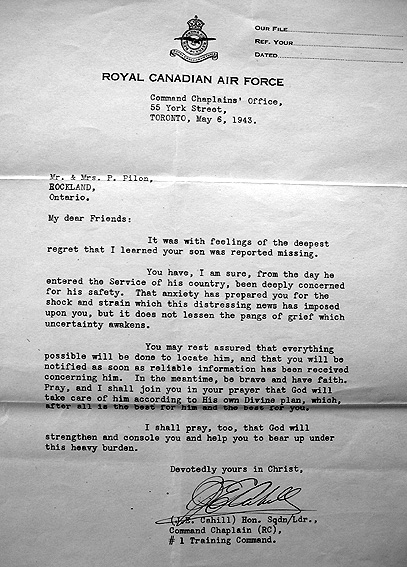 OUR FILE
REF. YOUR
DATED
ROYAL CANADIAN AIR FORCE
Command Chaplains' Office,
55 York Street,
TORONTO, May 6, 1943.
Mr. & Mrs. P. Pilon,
ROCKLAND,
Ontario.
My dear Friends:
It was with feelings of the deepest
regret that I learned your son was reported missing.
You have, I am sure, from the day he
entered the Service of his country, been deeply concerned
for his safety. That anxiety has prepared you for the
shock and strain which this distressing news has imposed
upon you, but it does not lessen the pangs of grief which
uncertainty awakens.
You may rest assured that everything
possible will be done to locate him, and that you will be
notified as soon as reliable information has been received
concerning him. In the meantime, be brave and have faith.
Pray, and I shall join you in your prayer that God will
take care of him according to His own Divine plan, which,
after all is the best for him and the best for you.
I shall pray, too, that God will
strengthen and console you and help you to bear up under
this heavy burden.
Devotedly yours in Christ,
J E Cahill
(J.E. Cahill) Hon. Sqdn/Ldr.,
Command Chaplain (RC),
# 1 Training Command.